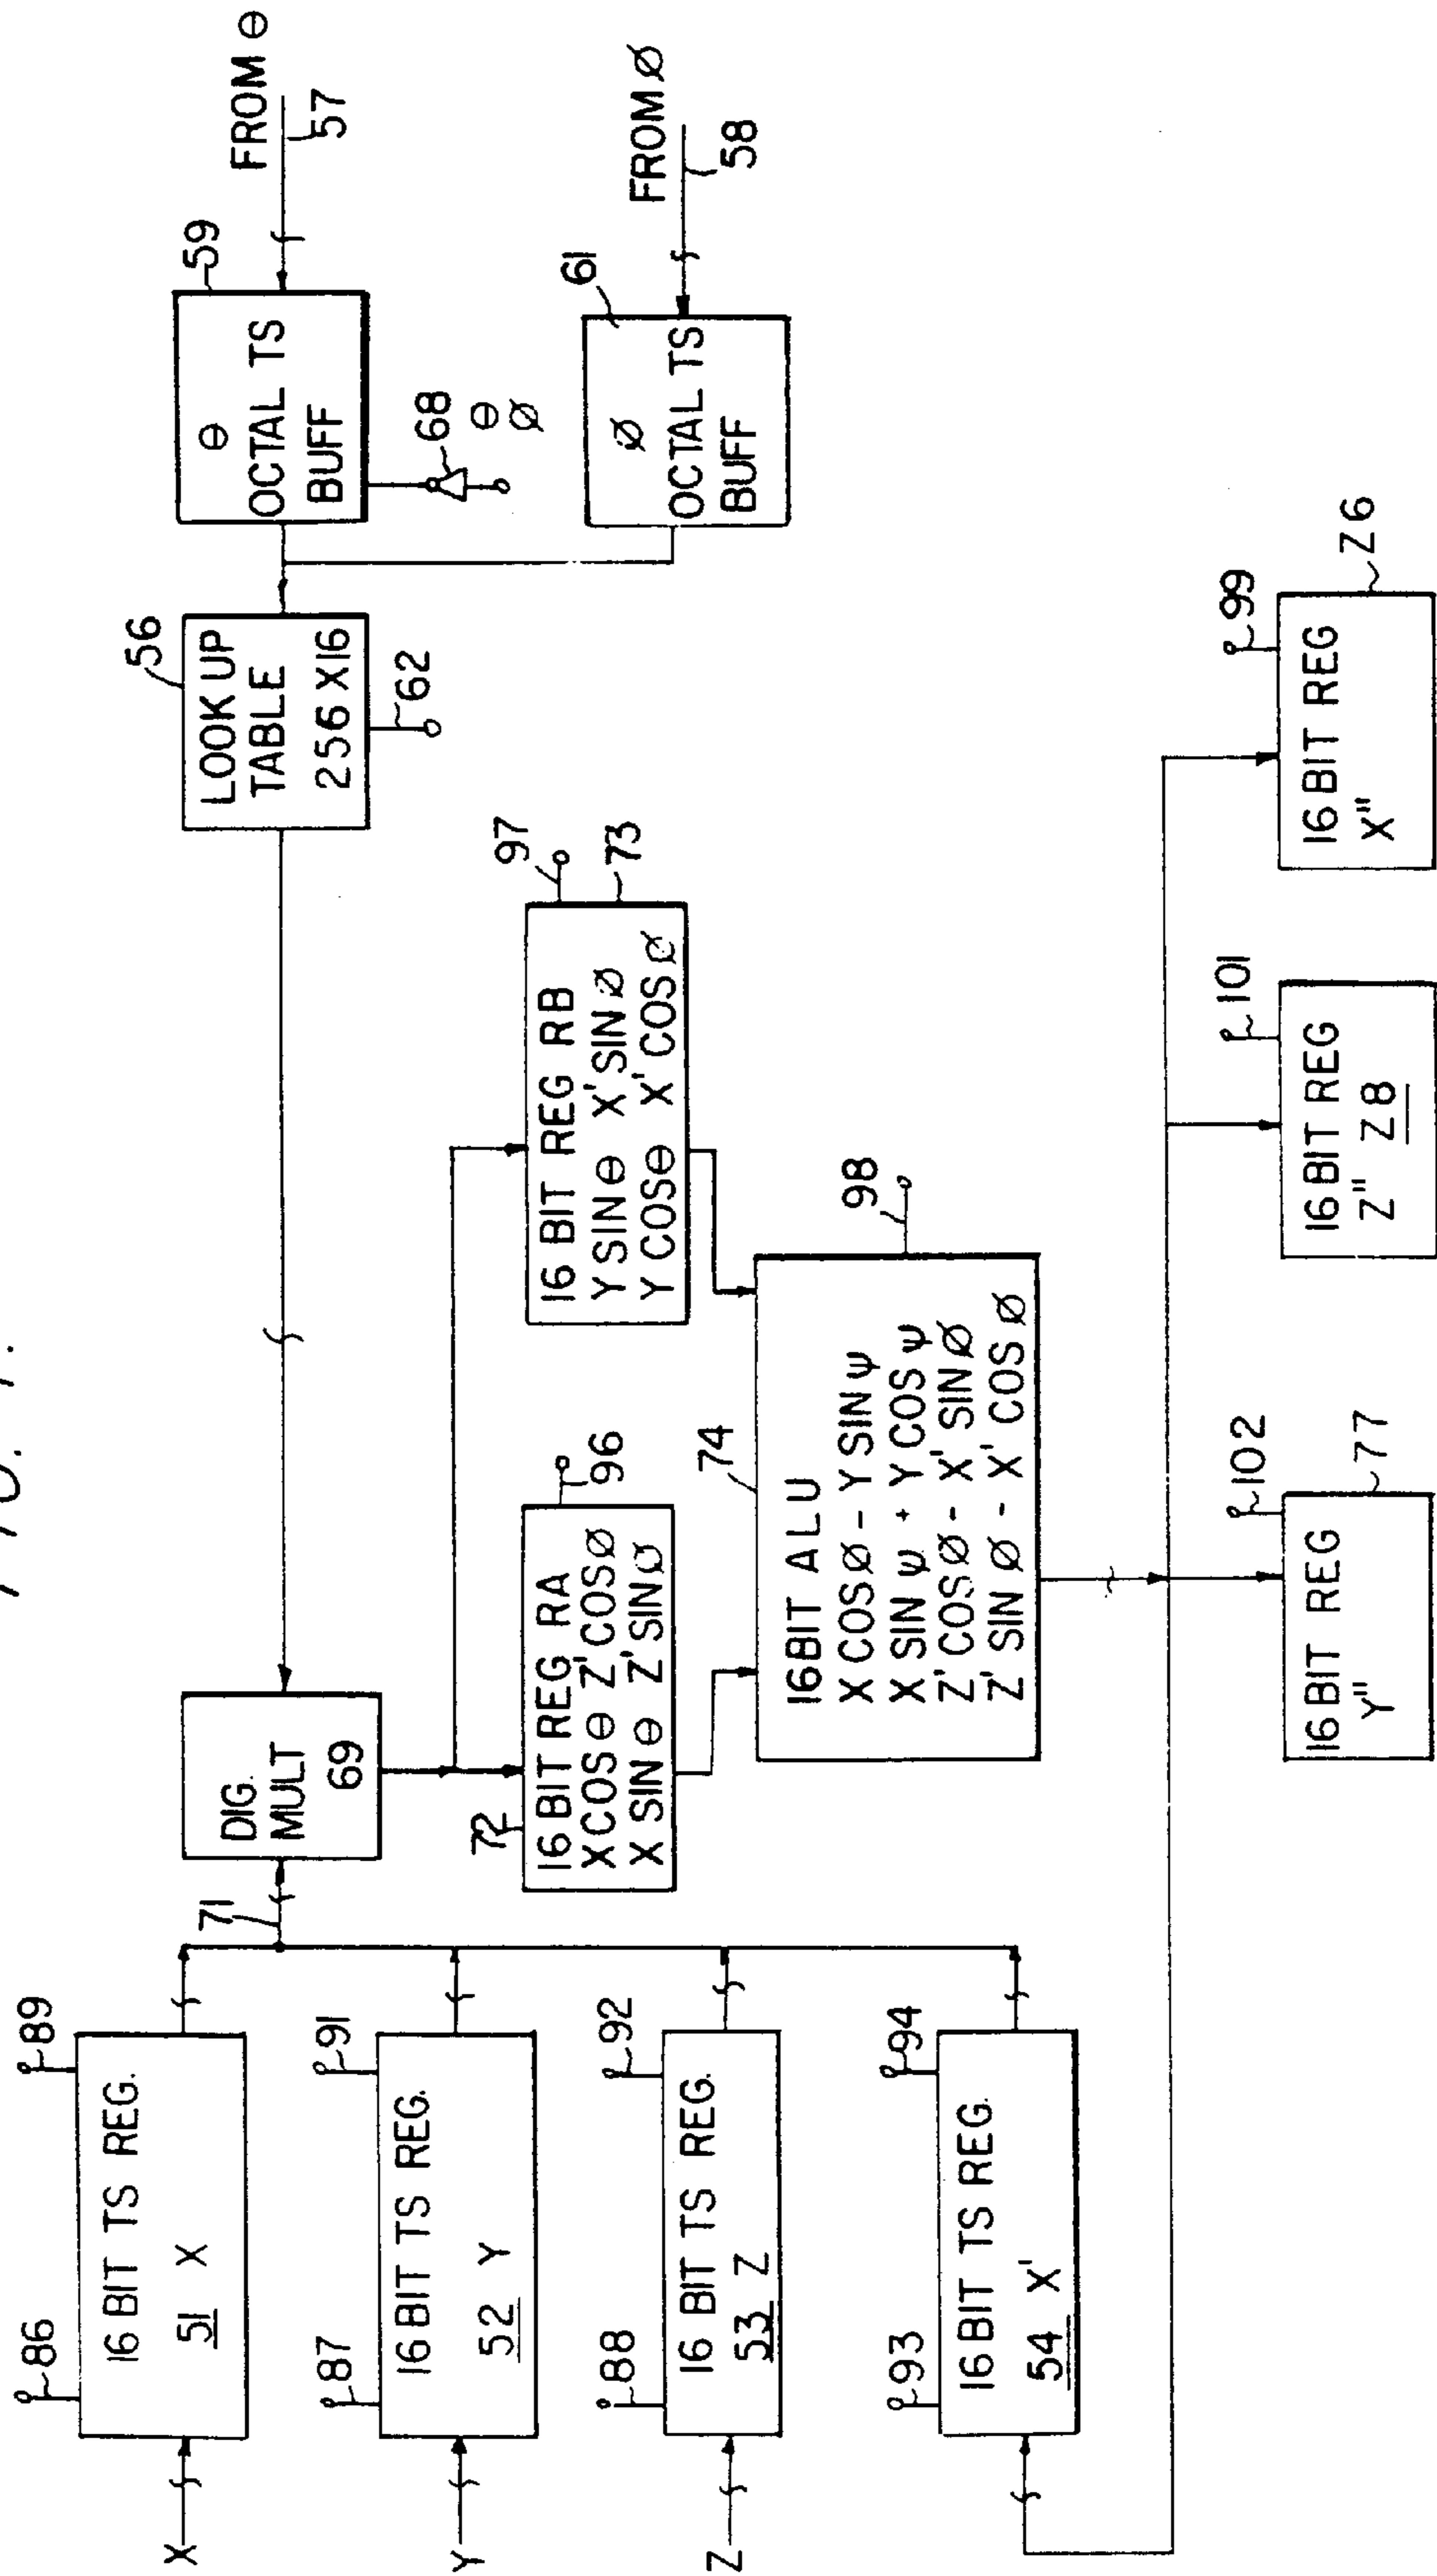 X
86
89
16 BIT TS REG.
51 X
Y
87
91
16 BIT TS REG.
52 Y
Z
88
92
16 BIT TS REG.
53 Z
93
94
16 BIT TS REG.
54 X'
71
DIG.
MULT
69
56
LOOK UP
TABLE
256 X 16
62
59
θ
OCTAL TS
BUFF
FROM θ
57
68
θ
Ø
61
Ø
OCTAL TS
BUFF
FROM Ø
58
72
16 BIT REG RA
X COS θ Z' COS Ø
X SIN θ Z' SIN Ø
96
16 BIT REG RB
Y SIN θ X' SIN Ø
Y COS θ X' COS Ø
97
73
74
16 BIT ALU
X COS Ø - Y SIN ψ
X SIN ψ + Y COS ψ
Z' COS Ø - X' SIN Ø
Z' SIN Ø - X' COS Ø
98
102
16 BIT REG
Y"
77
101
16 BIT REG
Z" Z8
99
16 BIT REG
X"
Z6